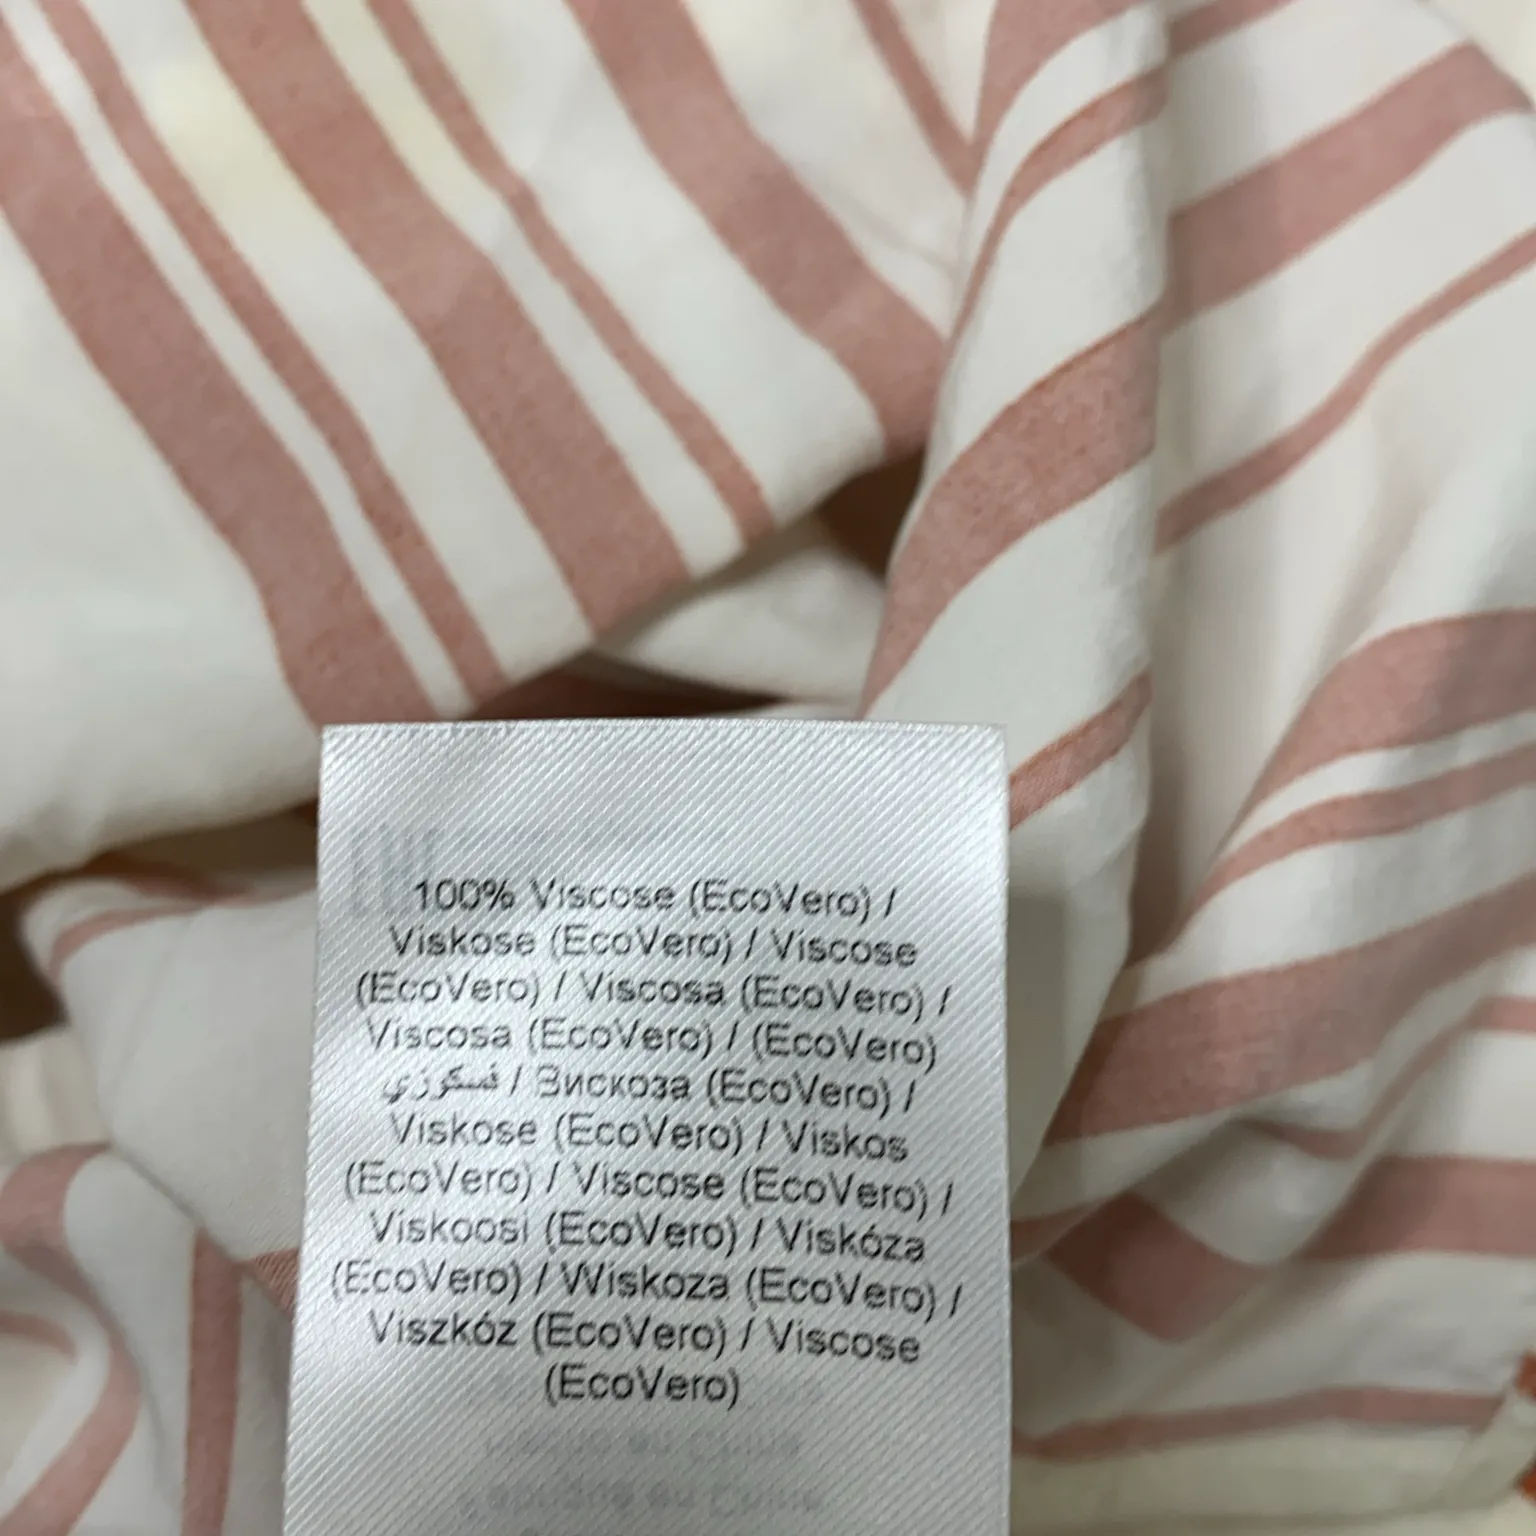 100% Viscose (EcoVero) /
Viskose (EcoVero) / Viscose
(EcoVero) / Viscosa (EcoVero) /
Viscosa (EcoVero) / (EcoVero)
فسكوزي / Вискоза (EcoVero) /
Viskose (EcoVero) / Viskos
(EcoVero) / Viscose (EcoVero) /
Viskoosi (EcoVero) / Viskóza
(EcoVero) / Wiskoza (EcoVero) /
Viszkóz (EcoVero) / Viscose
(EcoVero)